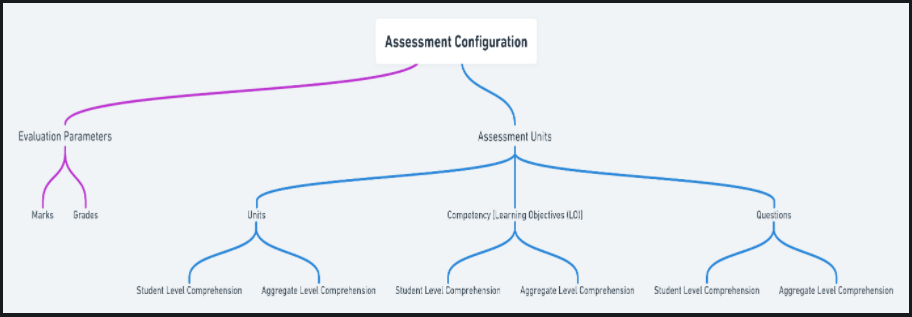 Assessment Configuration
Evaluation Parameters
Assessment Units
Marks
Grades
Units
Competency [Learning Objectives (LO)]
Questions
Student Level Comprehension
Aggregate Level Comprehension
Student Level Comprehension
Aggregate Level Comprehension
Student Level Comprehension
Aggregate Level Comprehension